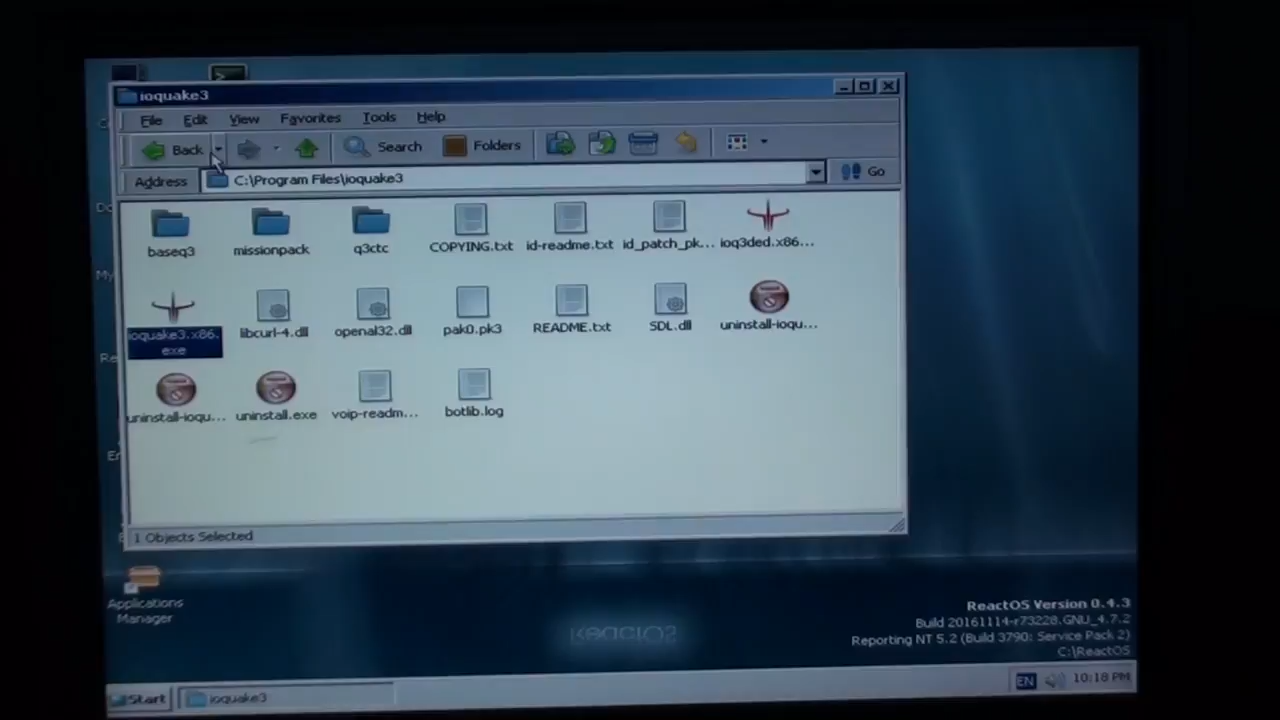 ioquake3
File Edit View Favorites Tools Help
Back Search Folders
Address C:\Program Files\ioquake3 Go
baseq3 missionpack q3ctc COPYING.txt id-readme.txt id_patch_pk... ioq3ded.x86...
ioquake3.x86.
exe
libcurl-4.dll openal32.dll pak0.pk3 README.txt SDL.dll uninstall-ioqu...
uninstall-ioqu... uninstall.exe voip-readm... botlib.log
1 Objects Selected
Applications
Manager
ReactOS
ReactOS Version 0.4.3
Build 20161114-r73228.GNU_4.7.2
Reporting NT 5.2 (Build 3790: Service Pack 2)
C:\ReactOS
Start ioquake3 EN 10:18 PM